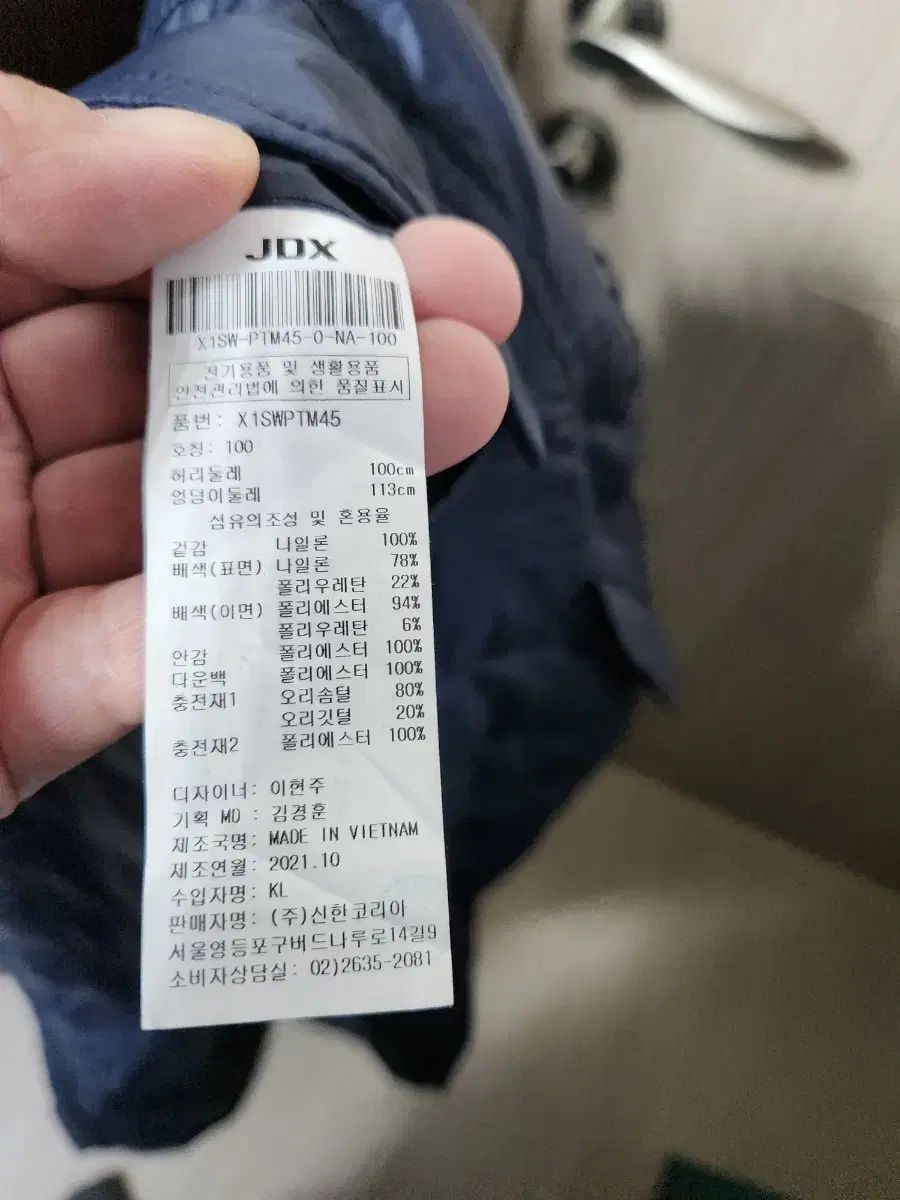 JDX
X1SW-PTM45-0-NA-100
전기용품 및 생활용품
안전관리법에 의한 품질표시
품번: X1SWPTM45
호칭: 100
허리둘레 100cm
엉덩이둘레 113cm
섬유의조성 및 혼용율
겉감 나일론 100%
배색(표면) 나일론 78%
폴리우레탄 22%
배색(이면) 폴리에스터 94%
폴리우레탄 6%
안감 폴리에스터 100%
다운백 폴리에스터 100%
충전재1 오리솜털 80%
오리깃털 20%
충전재2 폴리에스터 100%
디자이너: 이현주
기획 MD : 김경훈
제조국명: MADE IN VIETNAM
제조연월: 2021.10
수입자명: KL
판매자명: (주)신한코리아
서울영등포구버드나루로14길9
소비자상담실: 02)2635-2081